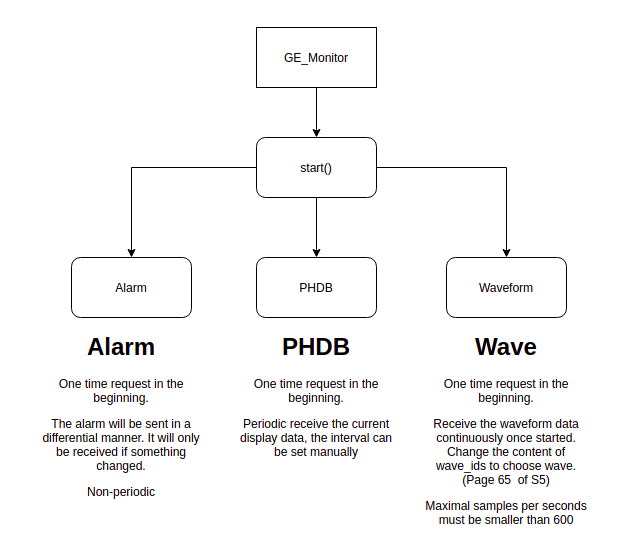 GE_Monitor
start()
Alarm
PHDB
Waveform
Alarm
One time request in the
beginning.
The alarm will be sent in a
differential manner. It will only
be received if something
changed.
Non-periodic
PHDB
One time request in the
beginning.
Periodic receive the current
display data, the interval can
be set manually
Wave
One time request in the
beginning.
Receive the waveform data
continuously once started.
Change the content of
wave_ids to choose wave.
(Page 65 of S5)
Maximal samples per seconds
must be smaller than 600